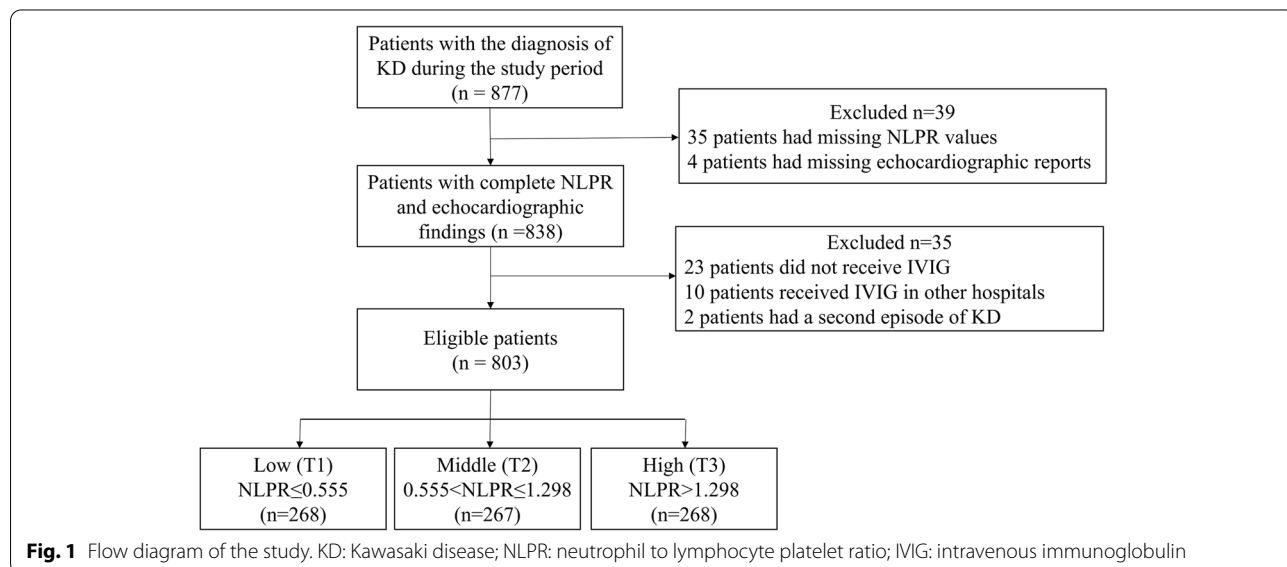 Patients with the diagnosis of
KD during the study period
(n = 877)
Excluded n=39
35 patients had missing NLPR values
4 patients had missing echocardiographic reports
Patients with complete NLPR
and echocardiographic
findings (n =838)
Excluded n=35
23 patients did not receive IVIG
10 patients received IVIG in other hospitals
2 patients had a second episode of KD
Eligible patients
(n = 803)
Low (T1)
NLPR≤0.555
(n=268)
Middle (T2)
0.555<NLPR≤1.298
(n=267)
High (T3)
NLPR>1.298
(n=268)
Fig. 1 Flow diagram of the study. KD: Kawasaki disease; NLPR: neutrophil to lymphocyte platelet ratio; IVIG: intravenous immunoglobulin